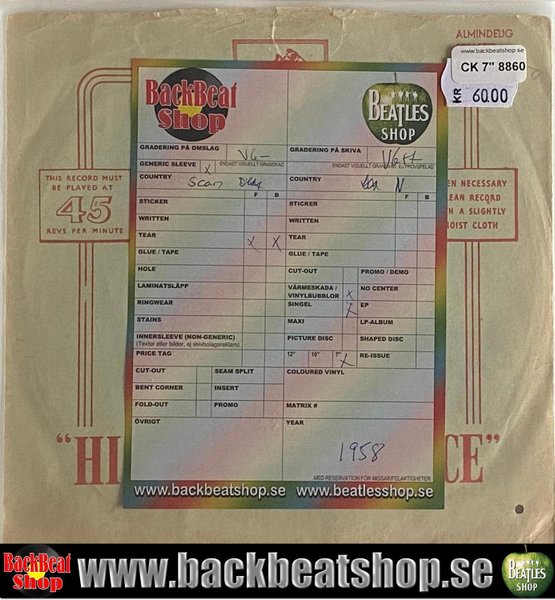 ALMINDELIG
www.backbeatshop.se
CK 7" 8860
KR 60.00
THIS RECORD MUST
BE PLAYED AT
45
REVS PER MINUTE
EN NECESSARY
EAN RECORD
H A SLIGHTLY
OIST CLOTH
BackBeat
Shop
BEATLES
SHOP
GRADERING PÅ OMSLAG VG-
ENDAST VISUELLT GRANSKAD
GENERIC SLEEVE X
COUNTRY Scan
F B
STICKER
WRITTEN
TEAR X X
GLUE / TAPE
HOLE
LAMINATSLÄPP
RINGWEAR
STAINS
INNERSLEEVE (NON-GENERIC)
(Texter eller bilder, ej skivbolagsreklam)
PRICE TAG
CUT-OUT SEAM SPLIT
BENT CORNER INSERT
FOLD-OUT PROMO
ÖVRIGT
GRADERING PÅ SKIVA
COUNTRY N
F B
STICKER
WRITTEN
TEAR
GLUE / TAPE
CUT-OUT PROMO / DEMO
VÄRMESKADA / VINYLBUBBLOR X NO CENTER
SINGEL X EP
MAXI LP-ALBUM
PICTURE DISC SHAPED DISC
12" 10" 7" X RE-ISSUE
COLOURED VINYL
MATRIX #
YEAR
1958
MED RESERVATION FÖR MISSAR/FELAKTIGHETER
"HI CE"
www.backbeatshop.se www.beatlesshop.se
BackBeat
Shop
www.backbeatshop.se
BEATLES
SHOP